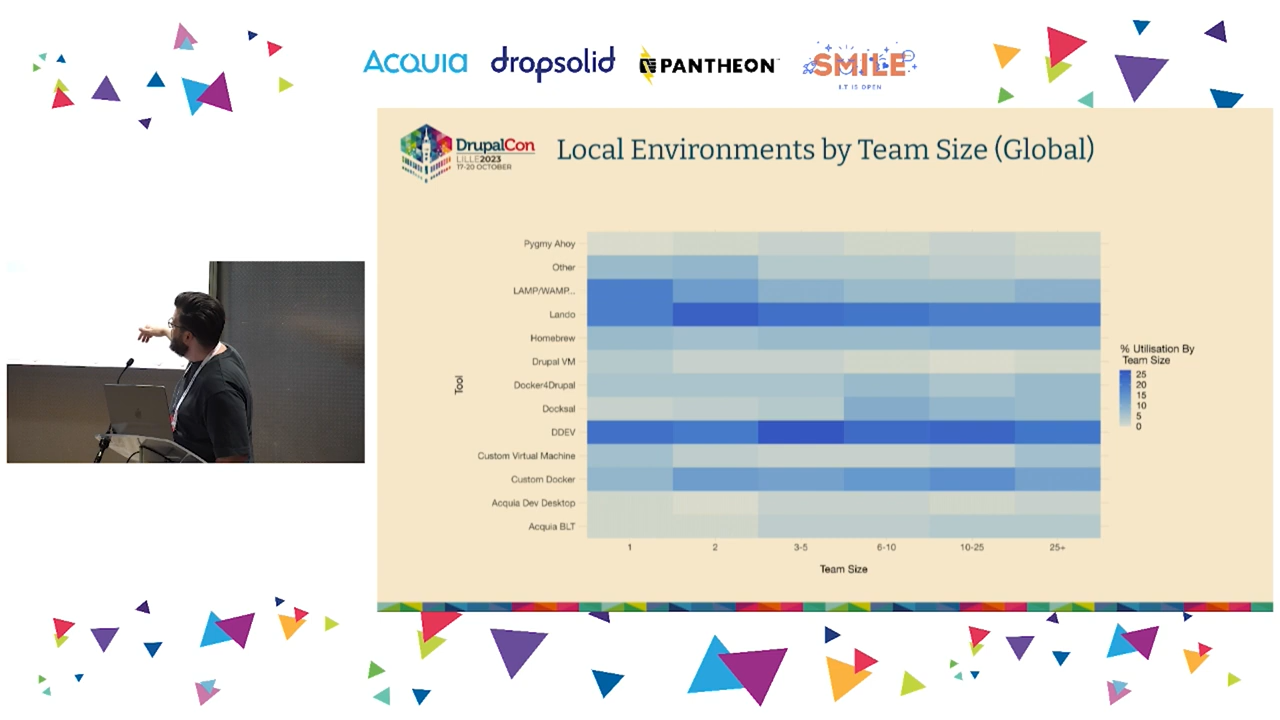 ACQUIA dropsolid PANTHEON SMILE
I.T IS OPEN
DrupalCon
LILLE2023
17-20 OCTOBER
Local Environments by Team Size (Global)
Pygmy Ahoy
Other
LAMP/WAMP...
Lando
Homebrew
Drupal VM
Docker4Drupal
Docksal
DDEV
Custom Virtual Machine
Custom Docker
Acquia Dev Desktop
Acquia BLT
Tool
1 2 3-5 6-10 10-25 25+
Team Size
% Utilisation By
Team Size
25
20
15
10
5
0